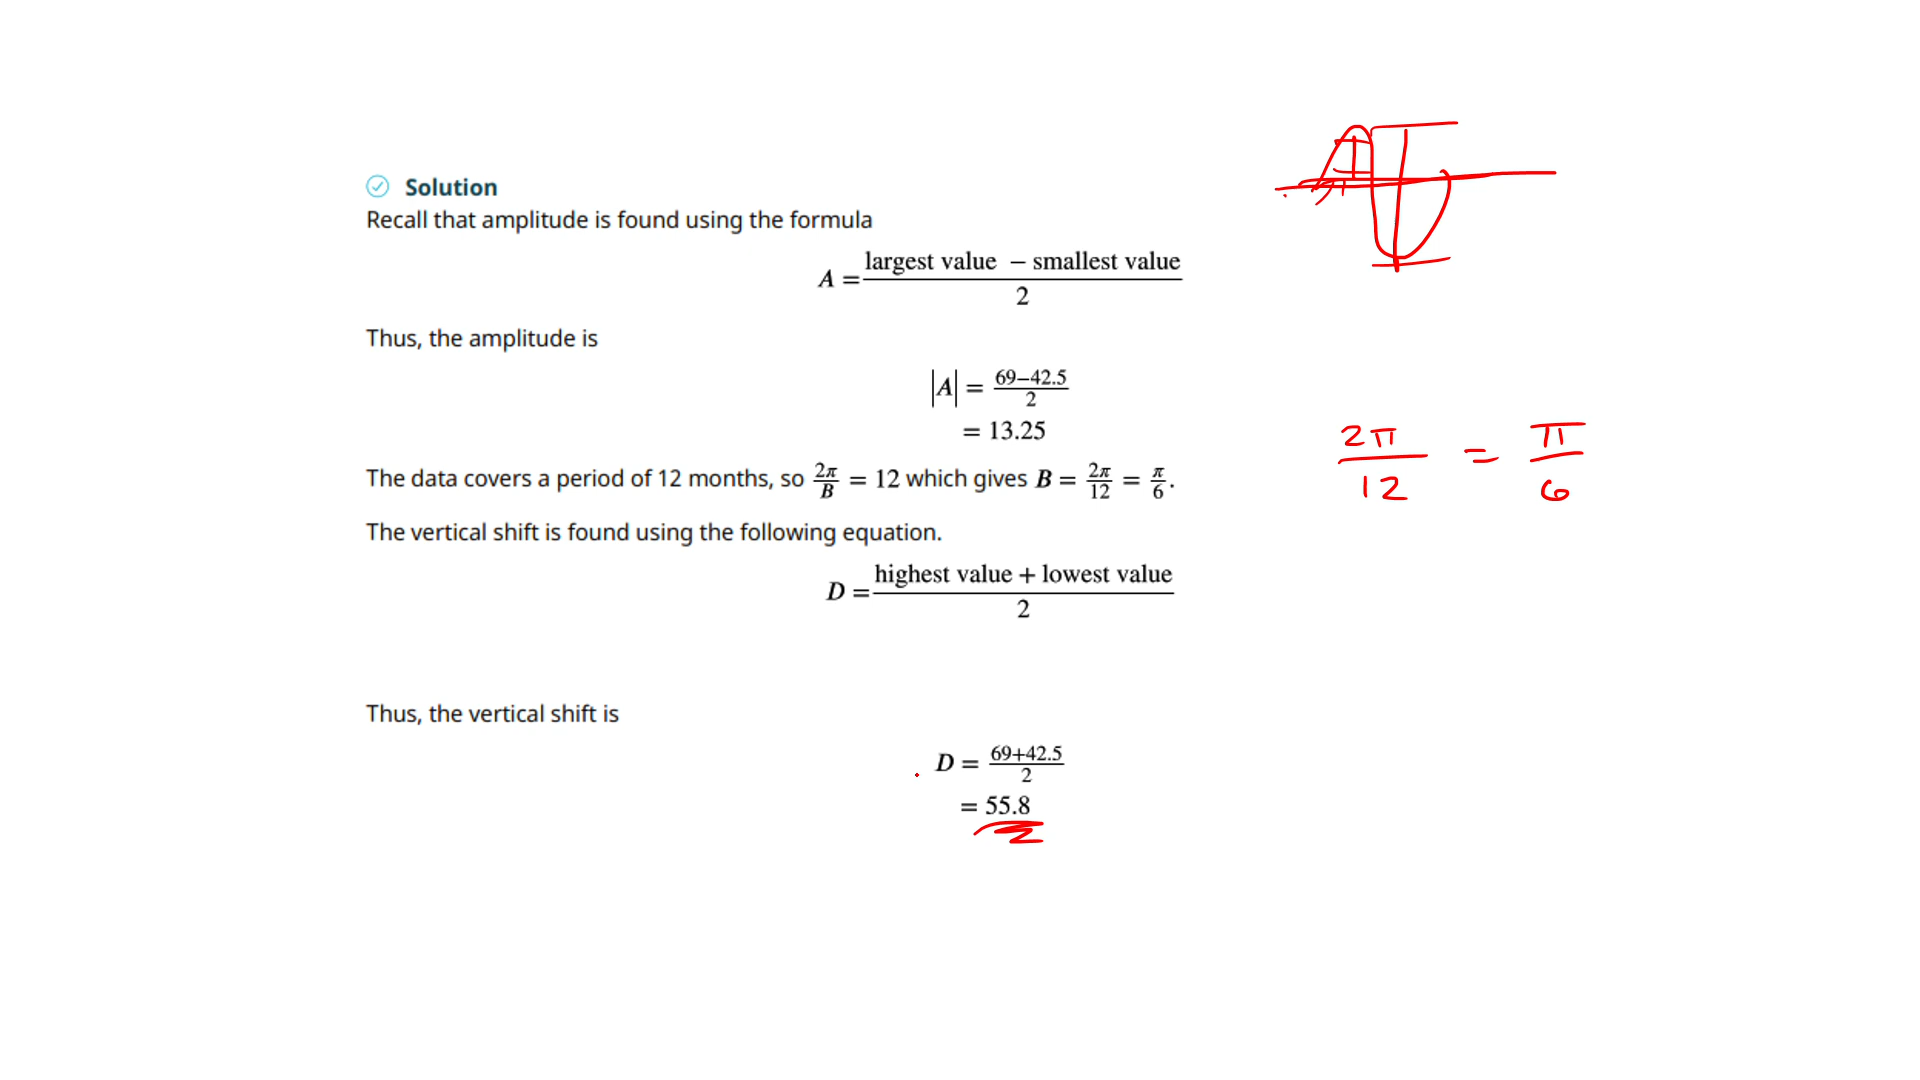 Solution
Recall that amplitude is found using the formula
A = (largest value − smallest value)/2
Thus, the amplitude is
|A| = (69−42.5)/2
= 13.25
The data covers a period of 12 months, so 2π/B = 12 which gives B = 2π/12 = π/6.
2π/12 = π/6
The vertical shift is found using the following equation.
D = (highest value + lowest value)/2
Thus, the vertical shift is
D = (69+42.5)/2
= 55.8